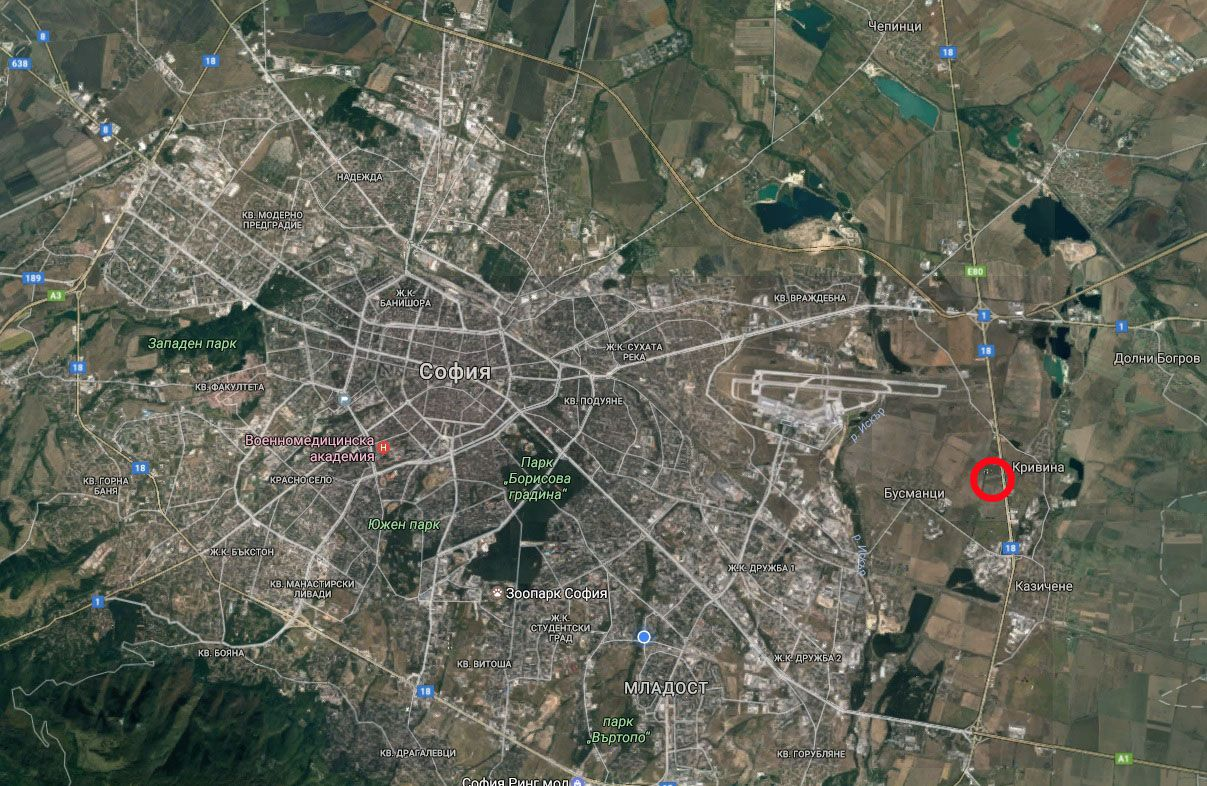 Чепинци
8
18
638
18
8
НАДЕЖДА
КВ. МОДЕРНО
ПРЕДГРАДИЕ
189
A3
E80
Ж.К.
БАНИШОРА
КВ. ВРАЖДЕБНА
1
1
18
Западен парк
Ж.К. СУХАТА
РЕКА
Долни Богров
18
София
КВ. ФАКУЛТЕТА
КВ. ПОДУЯНЕ
р. Искър
Военномедицинска
академия
H
18
Кривина
КВ. ГОРНА
БАНЯ
КРАСНО СЕЛО
Парк
„Борисова
градина“
Бусманци
Южен парк
Ж.К. БЪКСТОН
18
р. Искър
Ж.К. ДРУЖБА 1
КВ. МАНАСТИРСКИ
ЛИВАДИ
Зоопарк София
Казичене
1
Ж.К.
СТУДЕНТСКИ
ГРАД
КВ. БОЯНА
КВ. ВИТОША
Ж.К. ДРУЖБА 2
18
МЛАДОСТ
парк
„Въртопо“
КВ. ДРАГАЛЕВЦИ
КВ. ГОРУБЛЯНЕ
A1
София Ринг мол